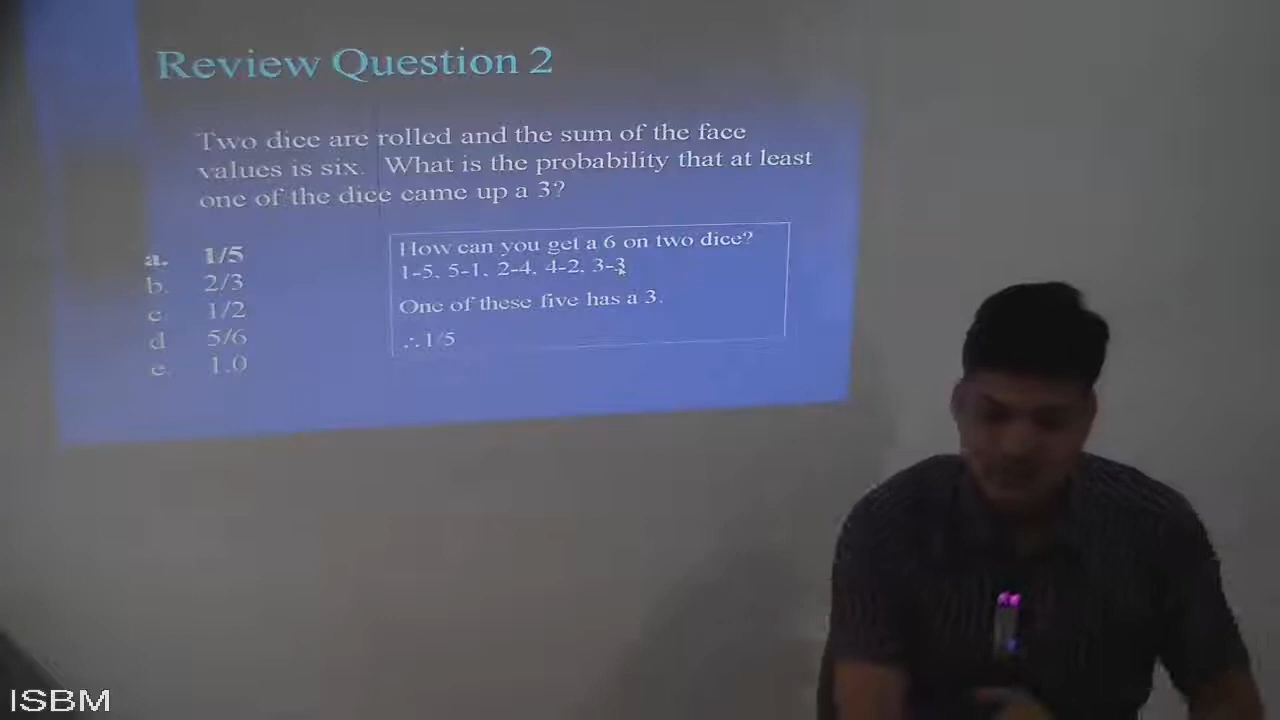 Review Question 2
Two dice are rolled and the sum of the face
values is six. What is the probability that at least
one of the dice came up a 3?
a. 1/5
b. 2/3
c. 1/2
d 5/6
e. 1.0
How can you get a 6 on two dice?
1-5, 5-1, 2-4, 4-2, 3-3
One of these five has a 3.
∴1/5
ISBM